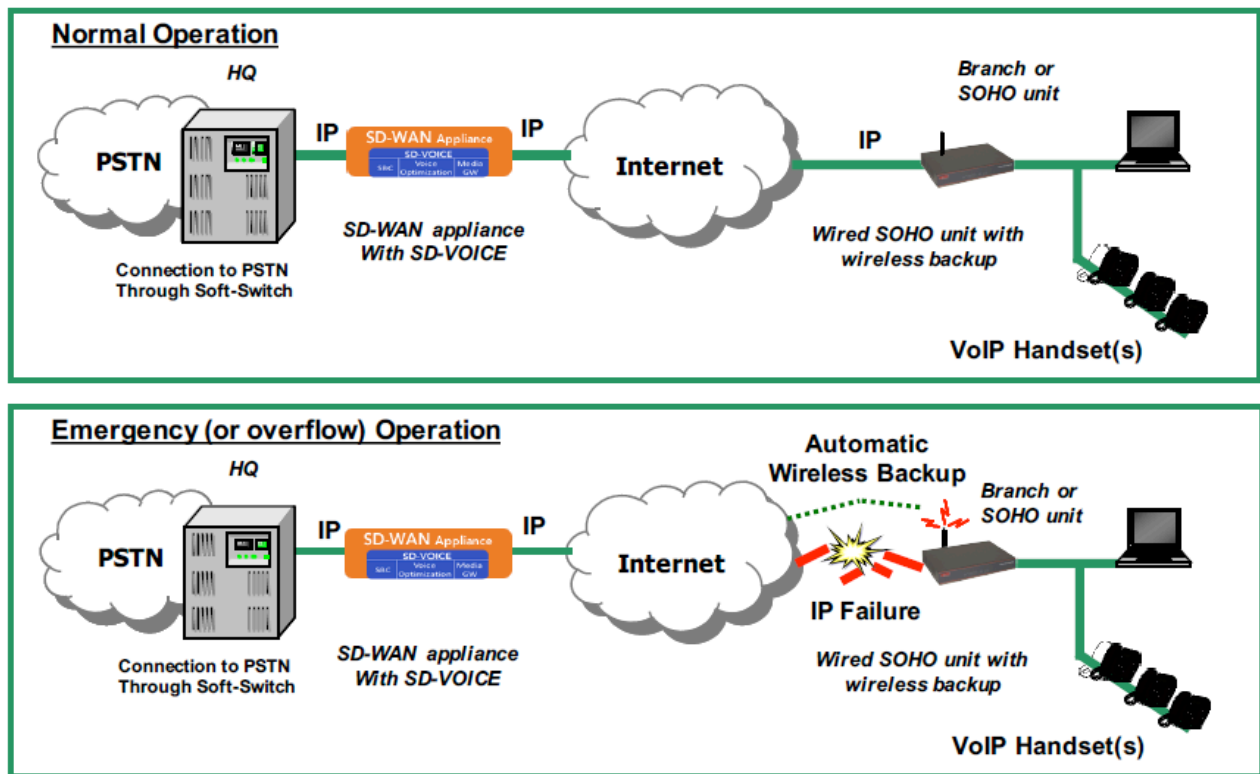 Normal Operation
HQ
PSTN
IP
SD-WAN Appliance
SD-VOICE
SBC
Voice
Optimization
Media
GW
IP
Internet
IP
Branch or
SOHO unit
SD-WAN appliance
With SD-VOICE
Connection to PSTN
Through Soft-Switch
Wired SOHO unit with
wireless backup
VoIP Handset(s)
Emergency (or overflow) Operation
HQ
PSTN
IP
SD-WAN Appliance
SD-VOICE
SBC
Voice
Optimization
Media
GW
IP
Internet
Automatic
Wireless Backup
Branch or
SOHO unit
IP Failure
SD-WAN appliance
With SD-VOICE
Connection to PSTN
Through Soft-Switch
Wired SOHO unit with
wireless backup
VoIP Handset(s)